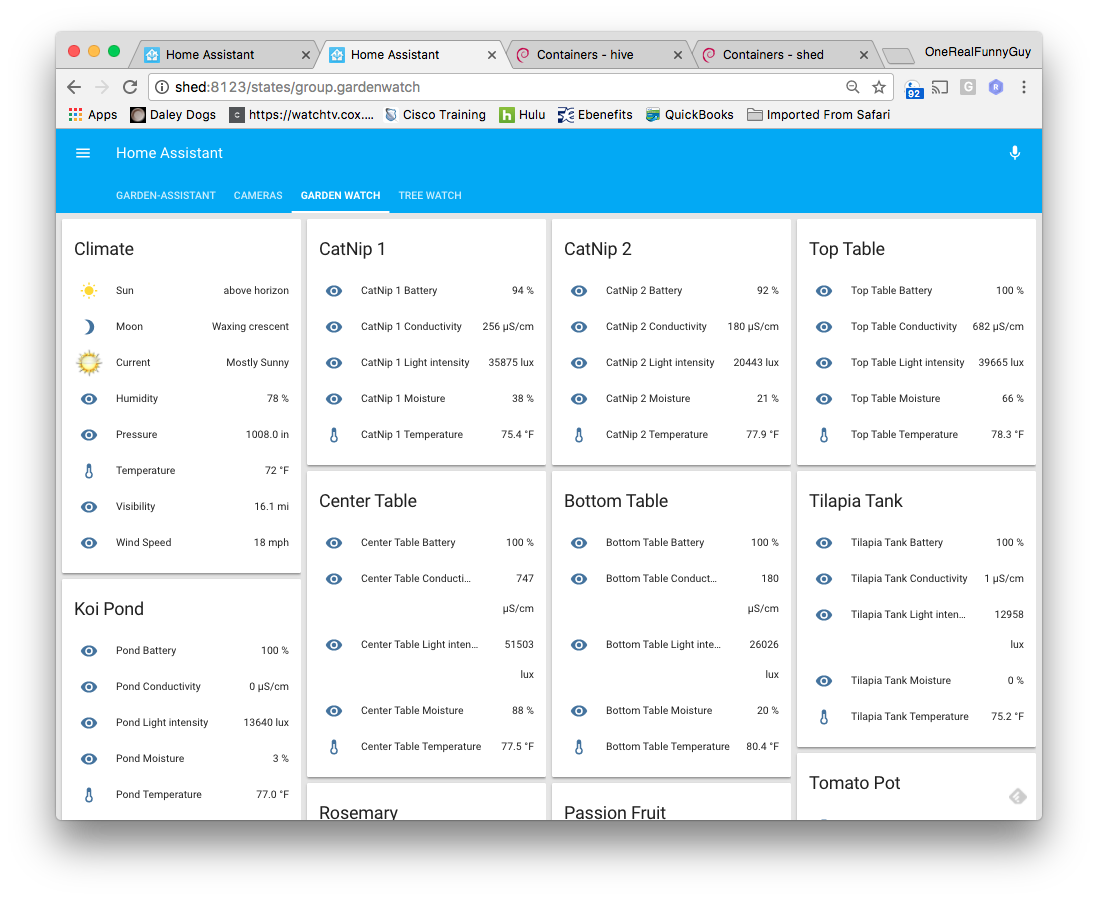 Home Assistant
Home Assistant
Containers - hive
Containers - shed
OneRealFunnyGuy
shed:8123/states/group.gardenwatch
92
G
R
Apps
Daley Dogs
C
https://watchtv.cox....
Cisco Training
h
Hulu
Ebenefits
QuickBooks
Imported From Safari
Home Assistant
GARDEN-ASSISTANT
CAMERAS
GARDEN WATCH
TREE WATCH
Climate
Sun above horizon
Moon Waxing crescent
Current Mostly Sunny
Humidity 78 %
Pressure 1008.0 in
Temperature 72 °F
Visibility 16.1 mi
Wind Speed 18 mph
Koi Pond
Pond Battery 100 %
Pond Conductivity 0 µS/cm
Pond Light intensity 13640 lux
Pond Moisture 3 %
Pond Temperature 77.0 °F
CatNip 1
CatNip 1 Battery 94 %
CatNip 1 Conductivity 256 µS/cm
CatNip 1 Light intensity 35875 lux
CatNip 1 Moisture 38 %
CatNip 1 Temperature 75.4 °F
Center Table
Center Table Battery 100 %
Center Table Conducti... 747
µS/cm
Center Table Light inten... 51503
lux
Center Table Moisture 88 %
Center Table Temperature 77.5 °F
Rosemary
CatNip 2
CatNip 2 Battery 92 %
CatNip 2 Conductivity 180 µS/cm
CatNip 2 Light intensity 20443 lux
CatNip 2 Moisture 21 %
CatNip 2 Temperature 77.9 °F
Bottom Table
Bottom Table Battery 100 %
Bottom Table Conduct... 180
µS/cm
Bottom Table Light inte... 26026
lux
Bottom Table Moisture 20 %
Bottom Table Temperature 80.4 °F
Passion Fruit
Top Table
Top Table Battery 100 %
Top Table Conductivity 682 µS/cm
Top Table Light intensity 39665 lux
Top Table Moisture 66 %
Top Table Temperature 78.3 °F
Tilapia Tank
Tilapia Tank Battery 100 %
Tilapia Tank Conductivity 1 µS/cm
Tilapia Tank Light inten... 12958
lux
Tilapia Tank Moisture 0 %
Tilapia Tank Temperature 75.2 °F
Tomato Pot